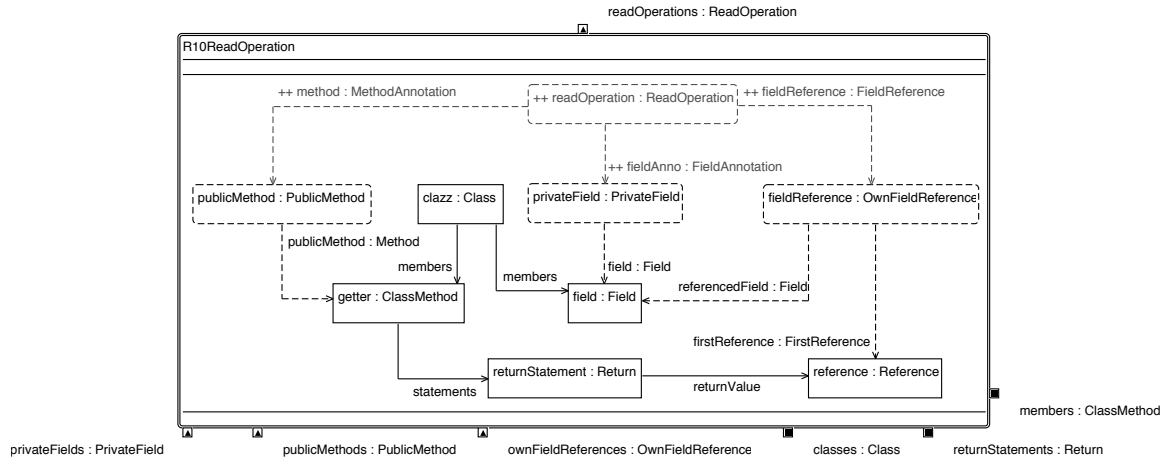 readOperations : ReadOperation
R10ReadOperation
++ method : MethodAnnotation
++ readOperation : ReadOperation
++ fieldReference : FieldReference
++ fieldAnno : FieldAnnotation
publicMethod : PublicMethod
clazz : Class
privateField : PrivateField
fieldReference : OwnFieldReference
publicMethod : Method
members
members
field : Field
referencedField : Field
getter : ClassMethod
field : Field
firstReference : FirstReference
returnStatement : Return
reference : Reference
statements
returnValue
members : ClassMethod
privateFields : PrivateField
publicMethods : PublicMethod
ownFieldReferences : OwnFieldReference
classes : Class
returnStatements : Return